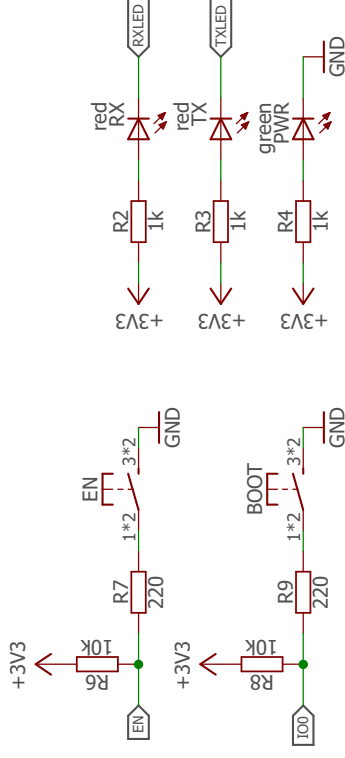 RXLED
TXLED
red
RX
red
TX
green
PWR
GND
R2
1k
R3
1k
R4
1k
+3V3
+3V3
+3V3
EN
1*2
3*2
GND
BOOT
1*2
3*2
GND
R7
220
R9
220
+3V3
R6
10k
+3V3
R8
10k
EN
IO0